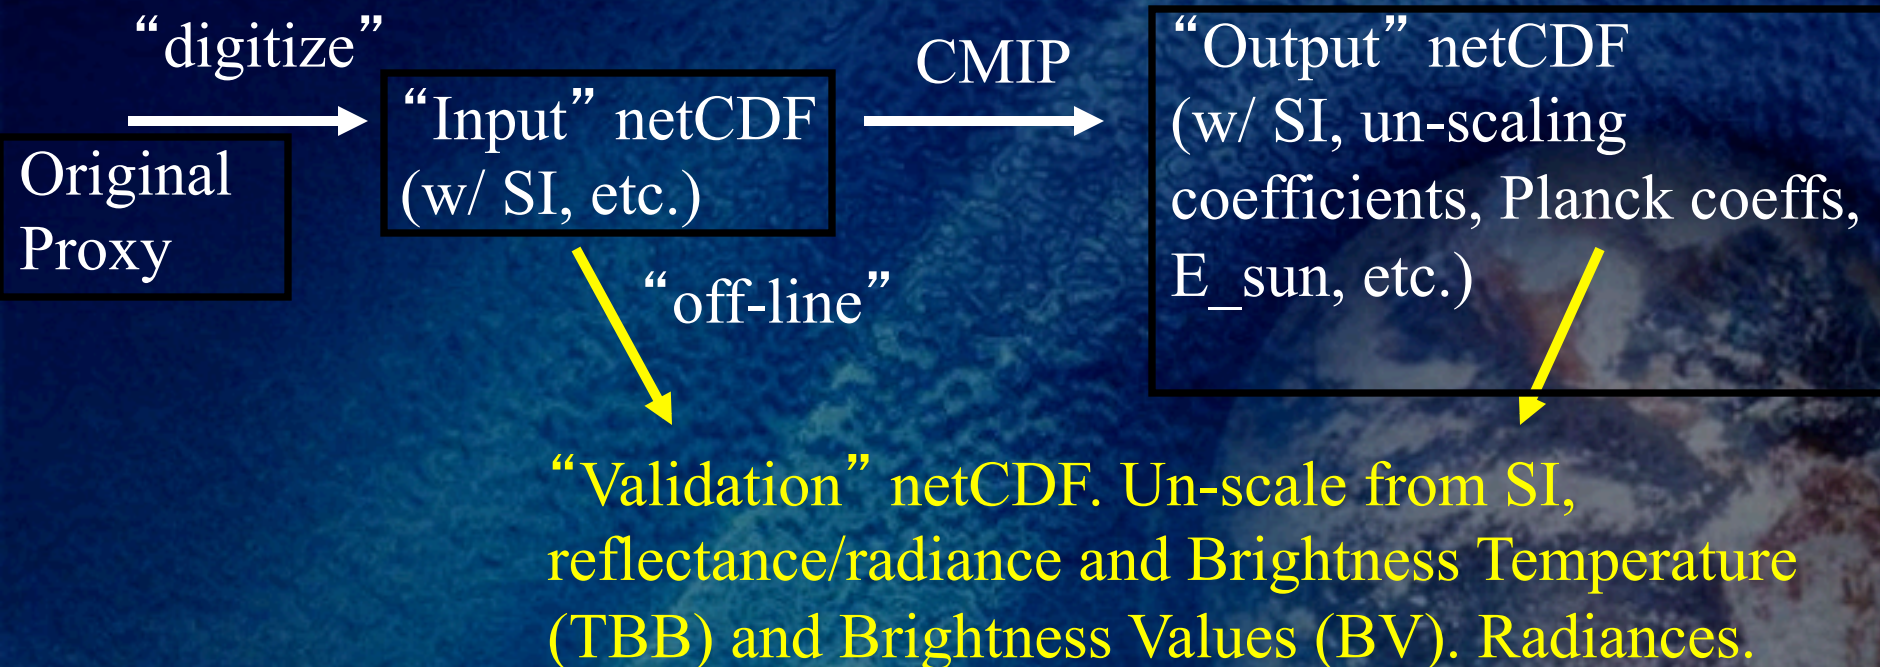 “digitize”
Original
Proxy
“Input” netCDF
(w/ SI, etc.)
CMIP
“Output” netCDF
(w/ SI, un-scaling
coefficients, Planck coeffs,
E_sun, etc.)
“off-line”
“Validation” netCDF. Un-scale from SI,
reflectance/radiance and Brightness Temperature
(TBB) and Brightness Values (BV). Radiances.